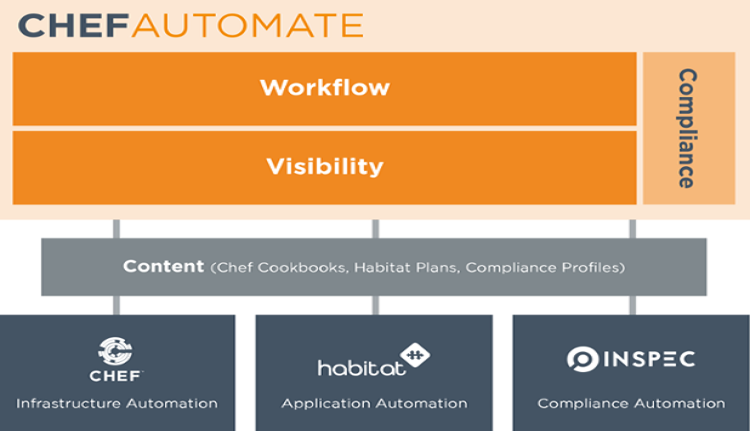 CHEFAUTOMATE
Workflow
Compliance
Visibility
Content (Chef Cookbooks, Habitat Plans, Compliance Profiles)
CHEF
Infrastructure Automation
habitat
Application Automation
INSPEC
Compliance Automation